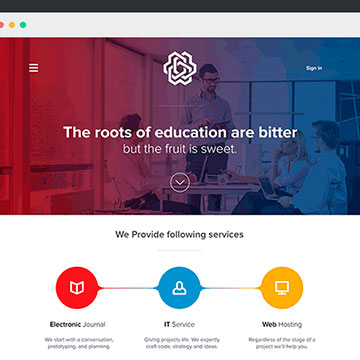 Sign in
The roots of education are bitter
but the fruit is sweet.
We Provide following services
Electronic Journal
IT Service
Web Hosting
We start with a conversation,
prototyping, and planning.
Giving projects life. We expertly
craft code, strategy and ideas.
Regardless of the stage of a
project we'll help you.